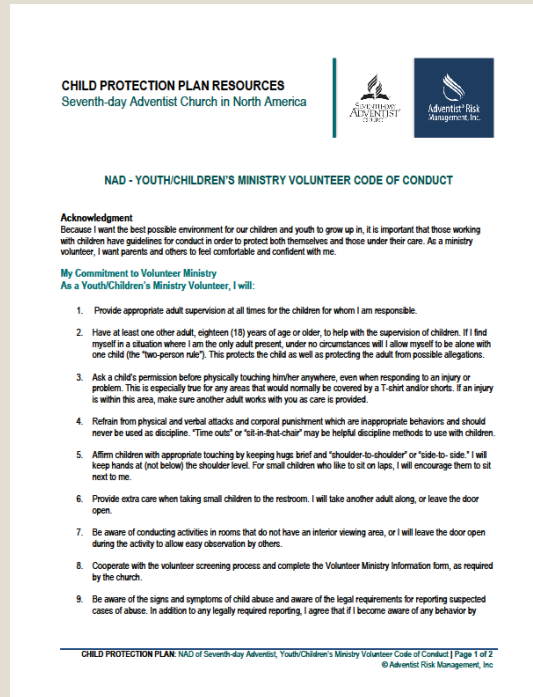 CHILD PROTECTION PLAN RESOURCES
Seventh-day Adventist Church in North America
SEVENTH-DAY
ADVENTIST
CHURCH
Adventist® Risk
Management, Inc.
NAD - YOUTH/CHILDREN'S MINISTRY VOLUNTEER CODE OF CONDUCT
Acknowledgment
Because I want the best possible environment for our children and youth to grow up in, it is important that those working
with children have guidelines for conduct in order to protect both themselves and those under their care. As a ministry
volunteer, I want parents and others to feel comfortable and confident with me.
My Commitment to Volunteer Ministry
As a Youth/Children's Ministry Volunteer, I will:
1. Provide appropriate adult supervision at all times for the children for whom I am responsible.
2. Have at least one other adult, eighteen (18) years of age or older, to help with the supervision of children. If I find
myself in a situation where I am the only adult present, under no circumstances will I allow myself to be alone with
one child (the "two-person rule"). This protects the child as well as protecting the adult from possible allegations.
3. Ask a child's permission before physically touching him/her anywhere, even when responding to an injury or
problem. This is especially true for any areas that would normally be covered by a T-shirt and/or shorts. If an injury
is within this area, make sure another adult works with you as care is provided.
4. Refrain from physical and verbal attacks and corporal punishment which are inappropriate behaviors and should
never be used as discipline. "Time outs" or "sit-in-that-chair" may be helpful discipline methods to use with children.
5. Affirm children with appropriate touching by keeping hugs brief and "shoulder-to-shoulder" or "side-to- side." I will
keep hands at (not below) the shoulder level. For small children who like to sit on laps, I will encourage them to sit
next to me.
6. Provide extra care when taking small children to the restroom. I will take another adult along, or leave the door
open.
7. Be aware of conducting activities in rooms that do not have an interior viewing area, or I will leave the door open
during the activity to allow easy observation by others.
8. Cooperate with the volunteer screening process and complete the Volunteer Ministry Information form, as required
by the church.
9. Be aware of the signs and symptoms of child abuse and aware of the legal requirements for reporting suspected
cases of abuse. In addition to any legally required reporting, I agree that if I become aware of any behavior by
CHILD PROTECTION PLAN: NAD of Seventh-day Adventist, Youth/Children's Ministry Volunteer Code of Conduct | Page 1 of 2
© Adventist Risk Management, Inc